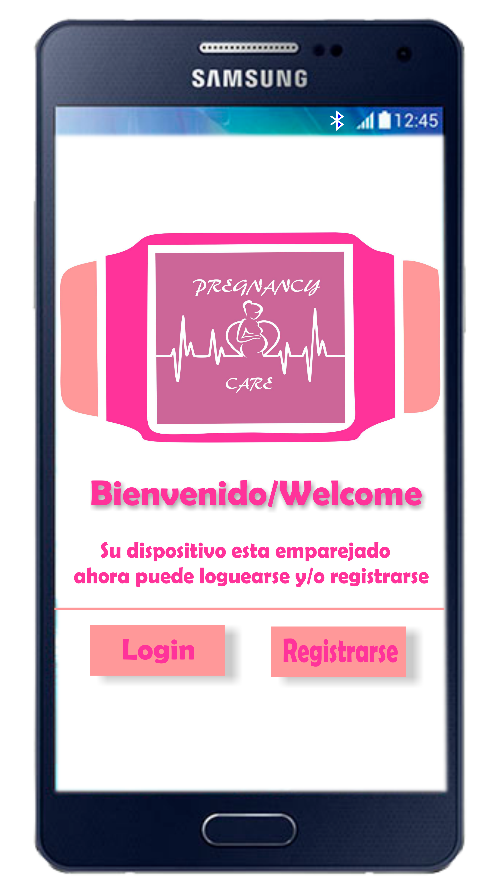 SAMSUNG
12:45
PREGNANCY
CARE
Bienvenido/Welcome
Su dispositivo esta emparejado
ahora puede loguearse y/o registrarse
Login
Registrarse